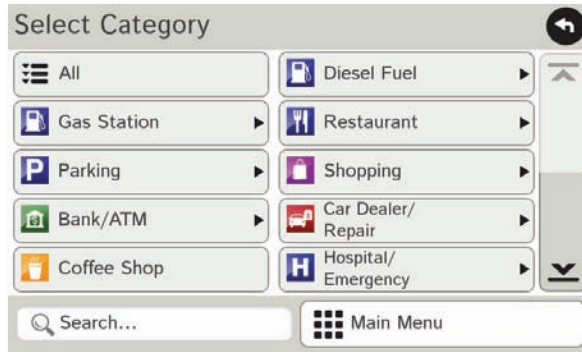 Select Category
All
Diesel Fuel
Gas Station
Restaurant
P Parking
Shopping
Bank/ATM
Car Dealer/
Repair
Coffee Shop
H Hospital/
Emergency
Search...
Main Menu